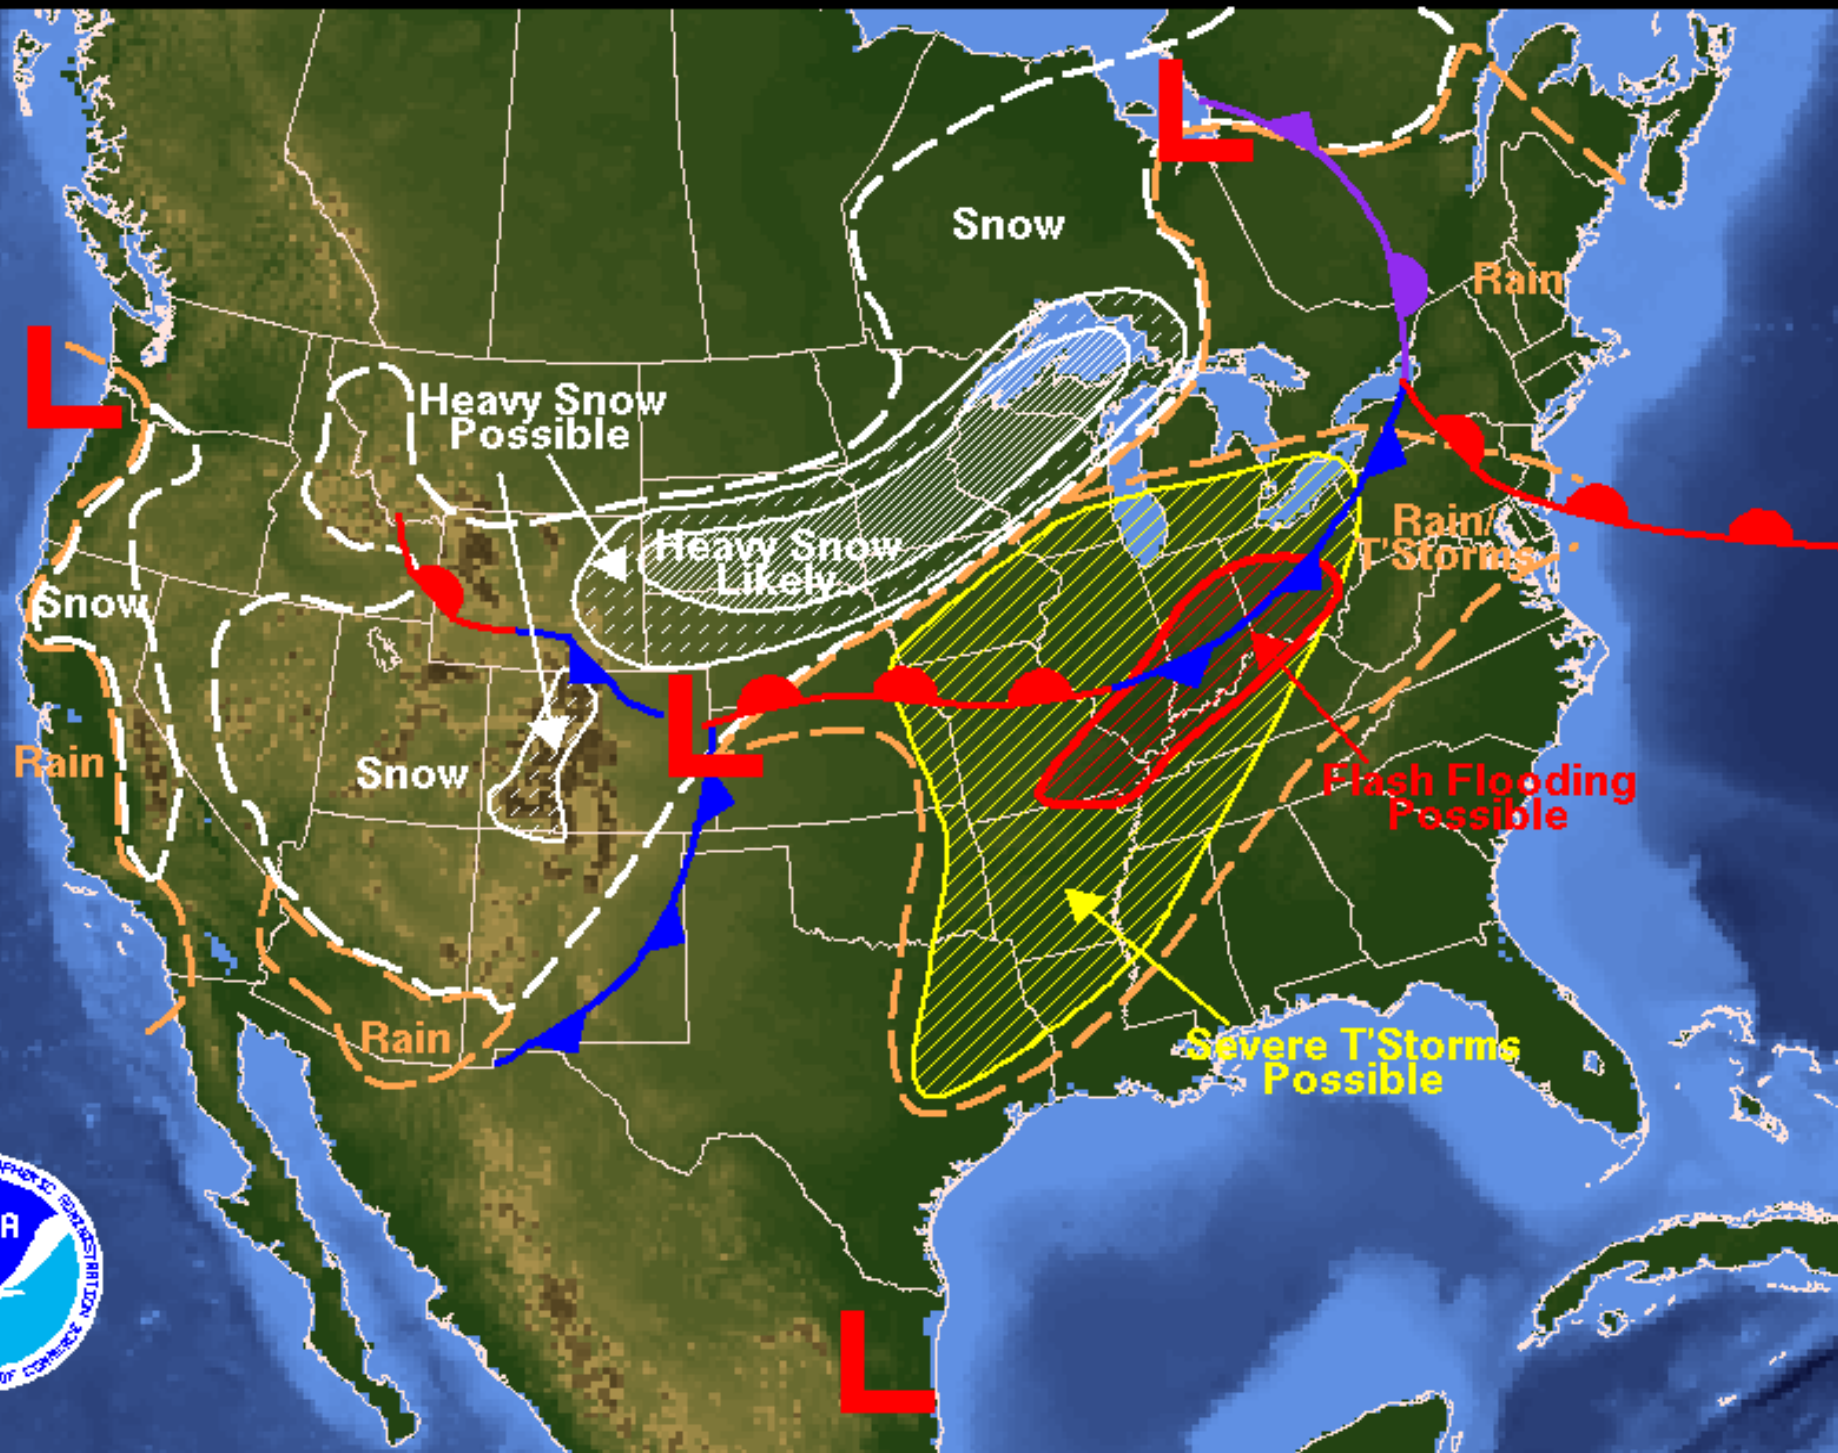 L
Snow
Rain
L
Heavy Snow
Possible
Rain/
T'Storms
Heavy Snow
Likely
Snow
L
Rain
Snow
Flash Flooding
Possible
Rain
Severe T'Storms
Possible
A
L